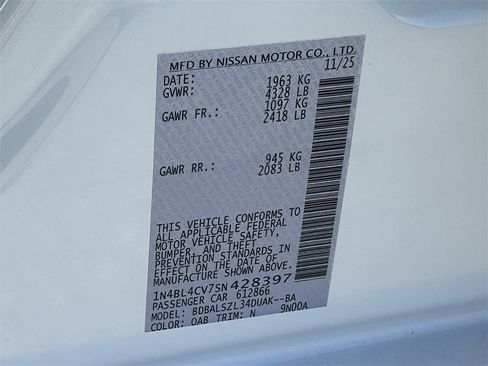 MFD BY NISSAN MOTOR CO., LTD.
DATE: 11/25
GVWR: 1963 KG
4328 LB
GAWR FR.: 1097 KG
2418 LB
GAWR RR.: 945 KG
2083 LB
THIS VEHICLE CONFORMS TO
ALL APPLICABLE FEDERAL
MOTOR VEHICLE SAFETY,
BUMPER, AND THEFT
PREVENTION STANDARDS IN
EFFECT ON THE DATE OF
MANUFACTURE SHOWN ABOVE.
1N4BL4CV7SN428397
PASSENGER CAR 612866
MODEL: BDBALSZL34DUAK--BA
COLOR: QAB TRIM: N 9N00A